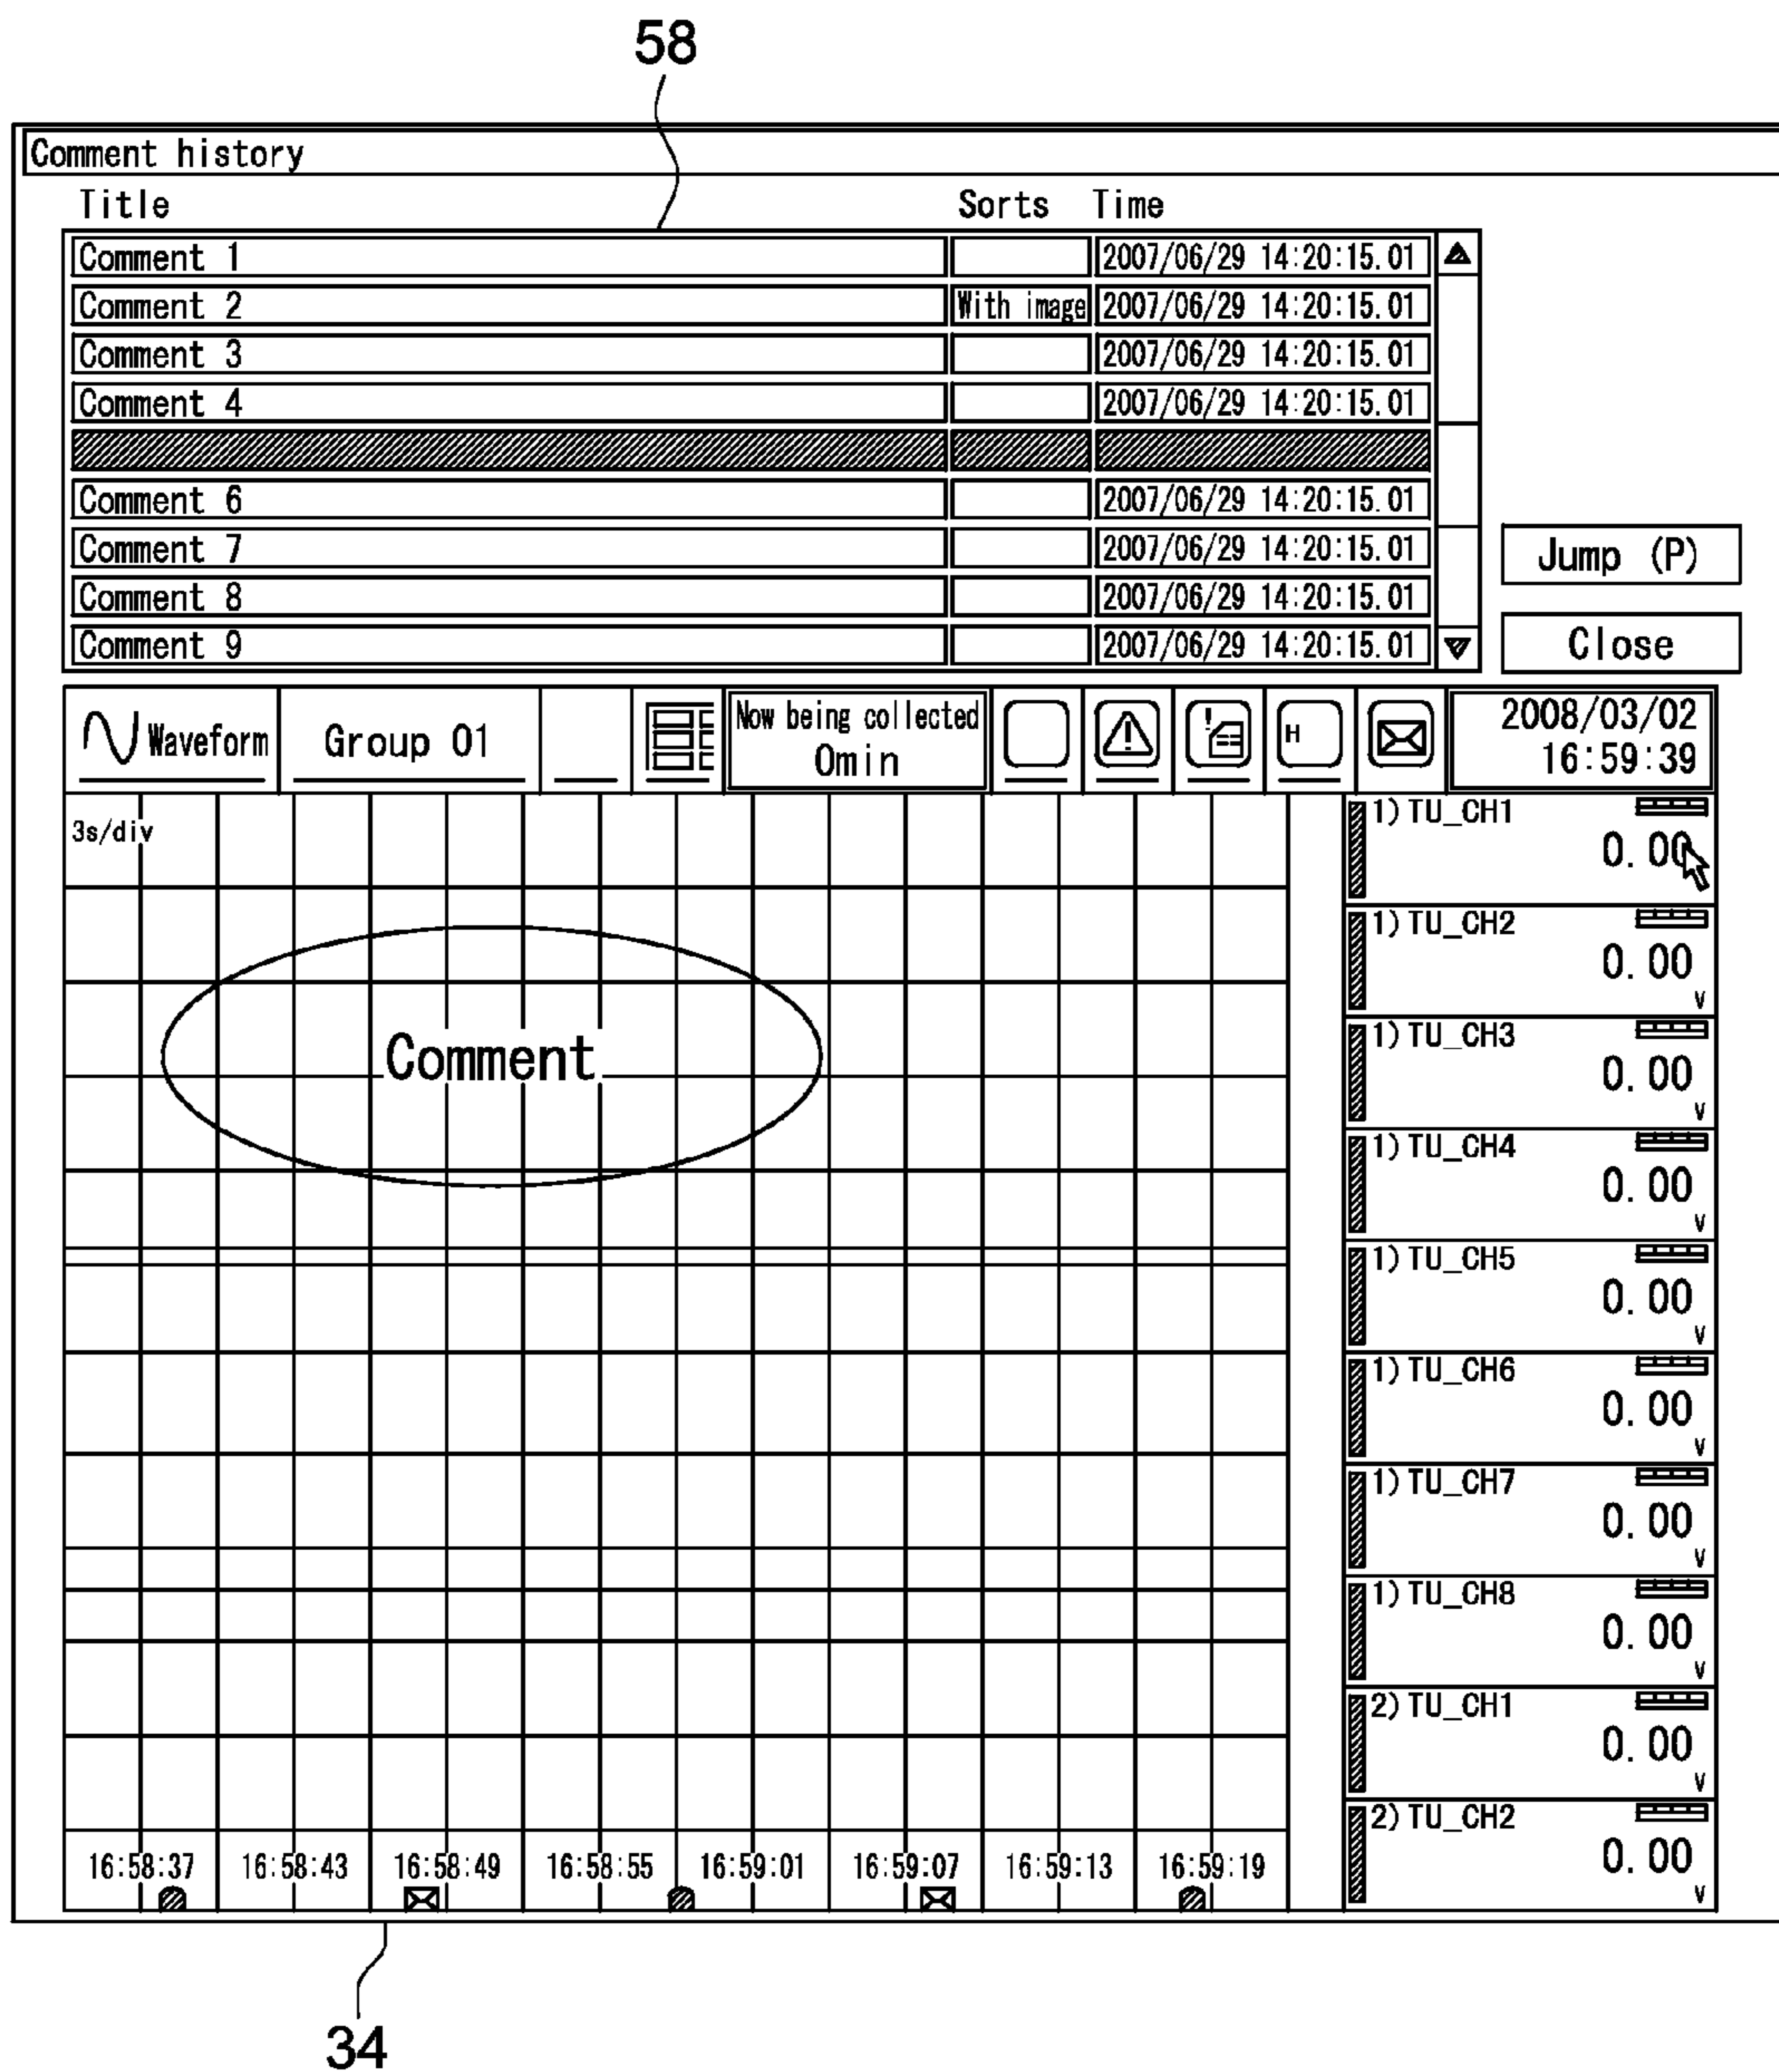 58
Comment history
Title Sorts Time
Comment 1 2007/06/29 14:20:15.01
Comment 2 With image 2007/06/29 14:20:15.01
Comment 3 2007/06/29 14:20:15.01
Comment 4 2007/06/29 14:20:15.01
Comment 6 2007/06/29 14:20:15.01
Comment 7 2007/06/29 14:20:15.01
Comment 8 2007/06/29 14:20:15.01
Comment 9 2007/06/29 14:20:15.01
Jump (P)
Close
Waveform Group 01 Now being collected 0min H 2008/03/02 16:59:39
3s/div
Comment
1) TU_CH1
0.00
1) TU_CH2
0.00
V
1) TU_CH3
0.00
V
1) TU_CH4
0.00
V
1) TU_CH5
0.00
V
1) TU_CH6
0.00
V
1) TU_CH7
0.00
V
1) TU_CH8
0.00
V
2) TU_CH1
0.00
V
2) TU_CH2
0.00
V
16:58:37 16:58:43 16:58:49 16:58:55 16:59:01 16:59:07 16:59:13 16:59:19
34